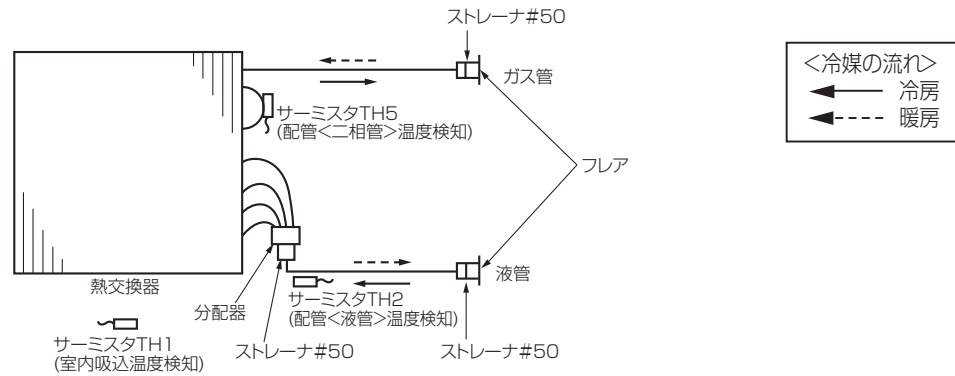 ストレーナ#50
ガス管
<冷媒の流れ>
冷房
暖房
サーミスタTH5
(配管<二相管>温度検知)
フレア
熱交換器
分配器
サーミスタTH2
(配管<液管>温度検知)
液管
サーミスタTH1
(室内吸込温度検知)
ストレーナ#50
ストレーナ#50